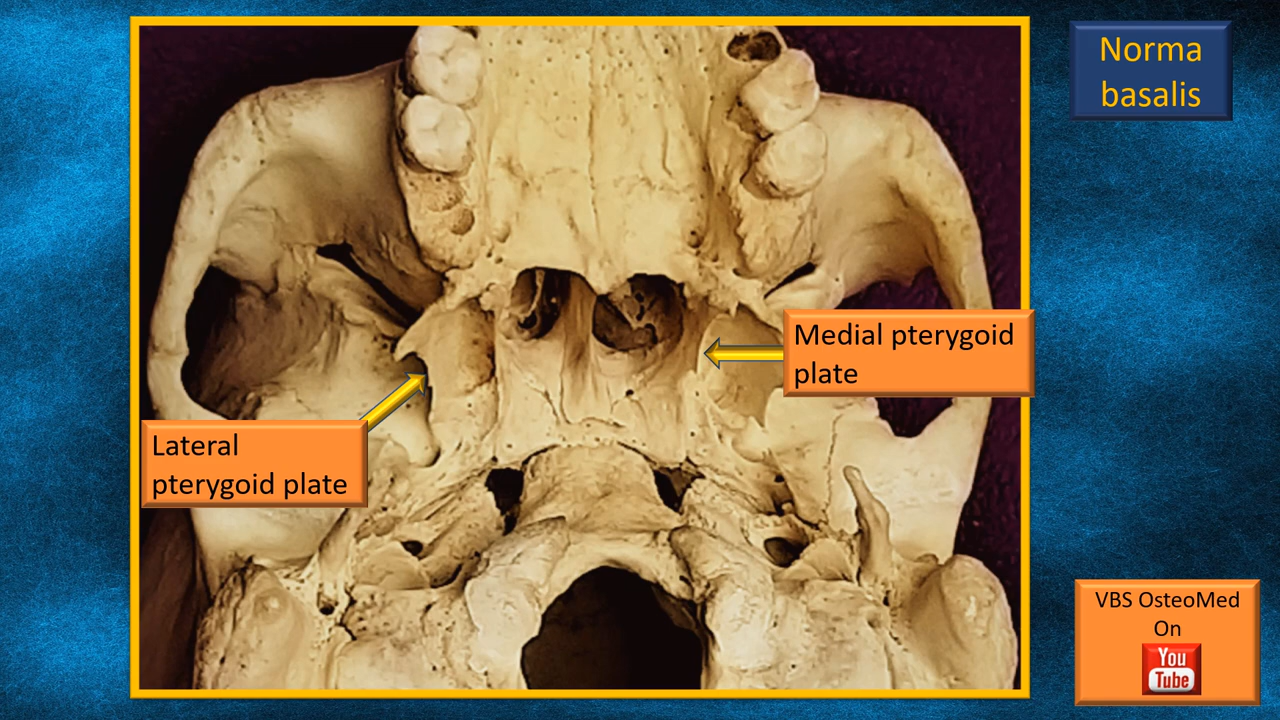 Norma
basalis
Medial pterygoid
plate
Lateral
pterygoid plate
VBS OsteoMed
On
You
Tube